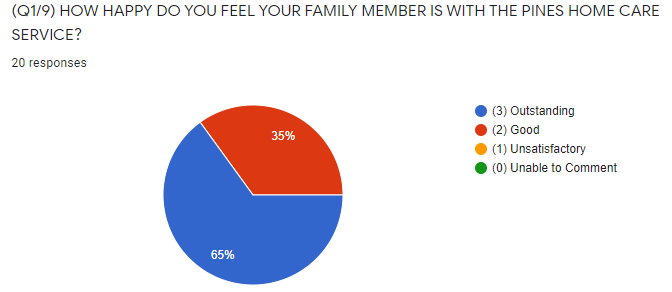 (Q1/9) HOW HAPPY DO YOU FEEL YOUR FAMILY MEMBER IS WITH THE PINES HOME CARE
SERVICE?
20 responses
(3) Outstanding
(2) Good
(1) Unsatisfactory
(0) Unable to Comment
35%
65%